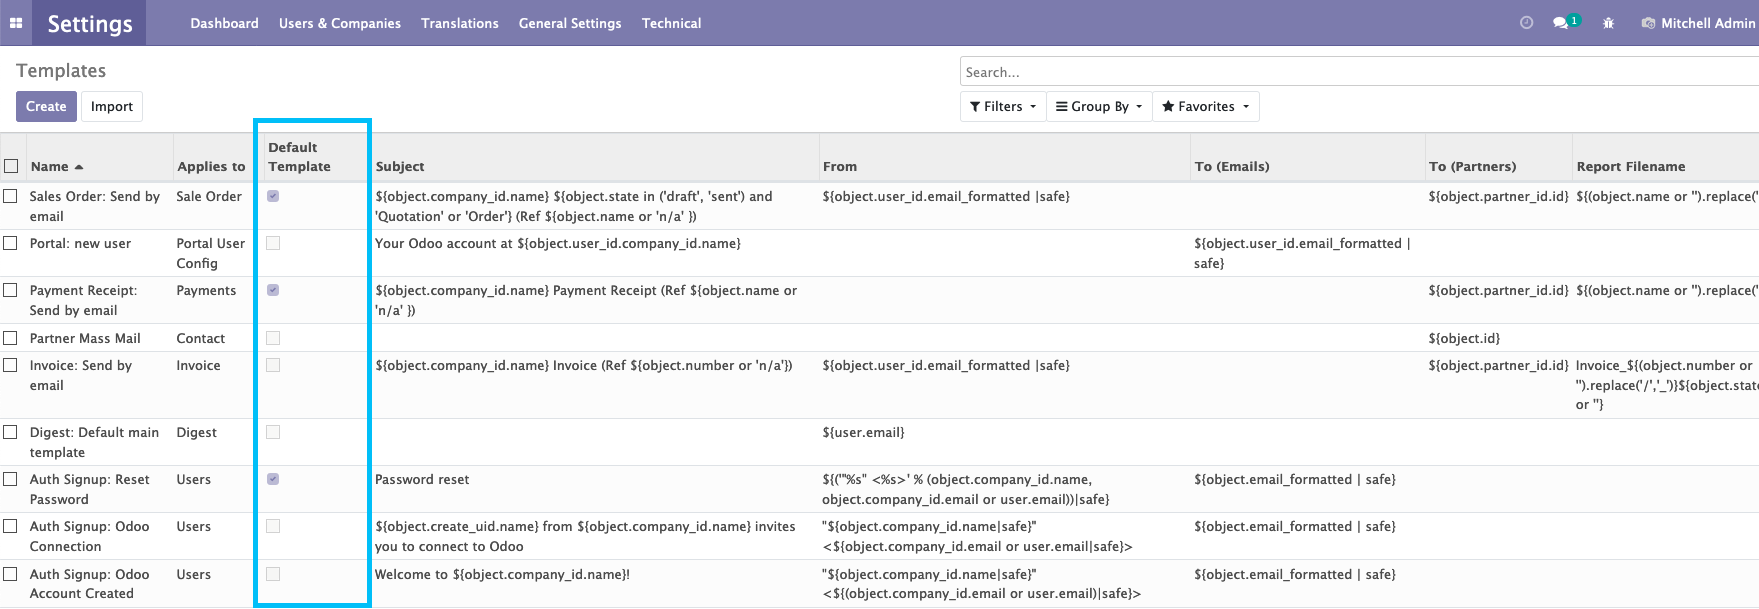 Settings Dashboard Users & Companies Translations General Settings Technical 1 Mitchell Admin
Templates
Search...
Create Import
Filters Group By Favorites
Name Applies to Default Template Subject From To (Emails) To (Partners) Report Filename
Sales Order: Send by Sale Order ${object.company_id.name} ${object.state in ('draft', 'sent') and ${object.user_id.email_formatted |safe} ${object.partner_id.id} ${(object.name or '').replace('
email 'Quotation' or 'Order'} (Ref ${object.name or 'n/a' })
Portal: new user Portal User Your Odoo account at ${object.user_id.company_id.name} ${object.user_id.email_formatted |
Config safe}
Payment Receipt: Payments ${object.company_id.name} Payment Receipt (Ref ${object.name or ${object.partner_id.id} ${(object.name or '').replace('
Send by email 'n/a' })
Partner Mass Mail Contact ${object.id}
Invoice: Send by Invoice ${object.company_id.name} Invoice (Ref ${object.number or 'n/a'}) ${object.user_id.email_formatted |safe} ${object.partner_id.id} Invoice_${(object.number or
email '').replace('/','_')}${object.state
or ''}
Digest: Default main Digest ${user.email}
template
Auth Signup: Reset Users Password reset ${('"%s" <%s>' % (object.company_id.name, ${object.email_formatted | safe}
Password object.company_id.email or user.email))|safe}
Auth Signup: Odoo Users ${object.create_uid.name} from ${object.company_id.name} invites "${object.company_id.name|safe}" ${object.email_formatted | safe}
Connection you to connect to Odoo <${object.company_id.email or user.email|safe}>
Auth Signup: Odoo Users Welcome to ${object.company_id.name}! "${object.company_id.name|safe}" ${object.email_formatted | safe}
Account Created <${(object.company_id.email or user.email)|safe}>